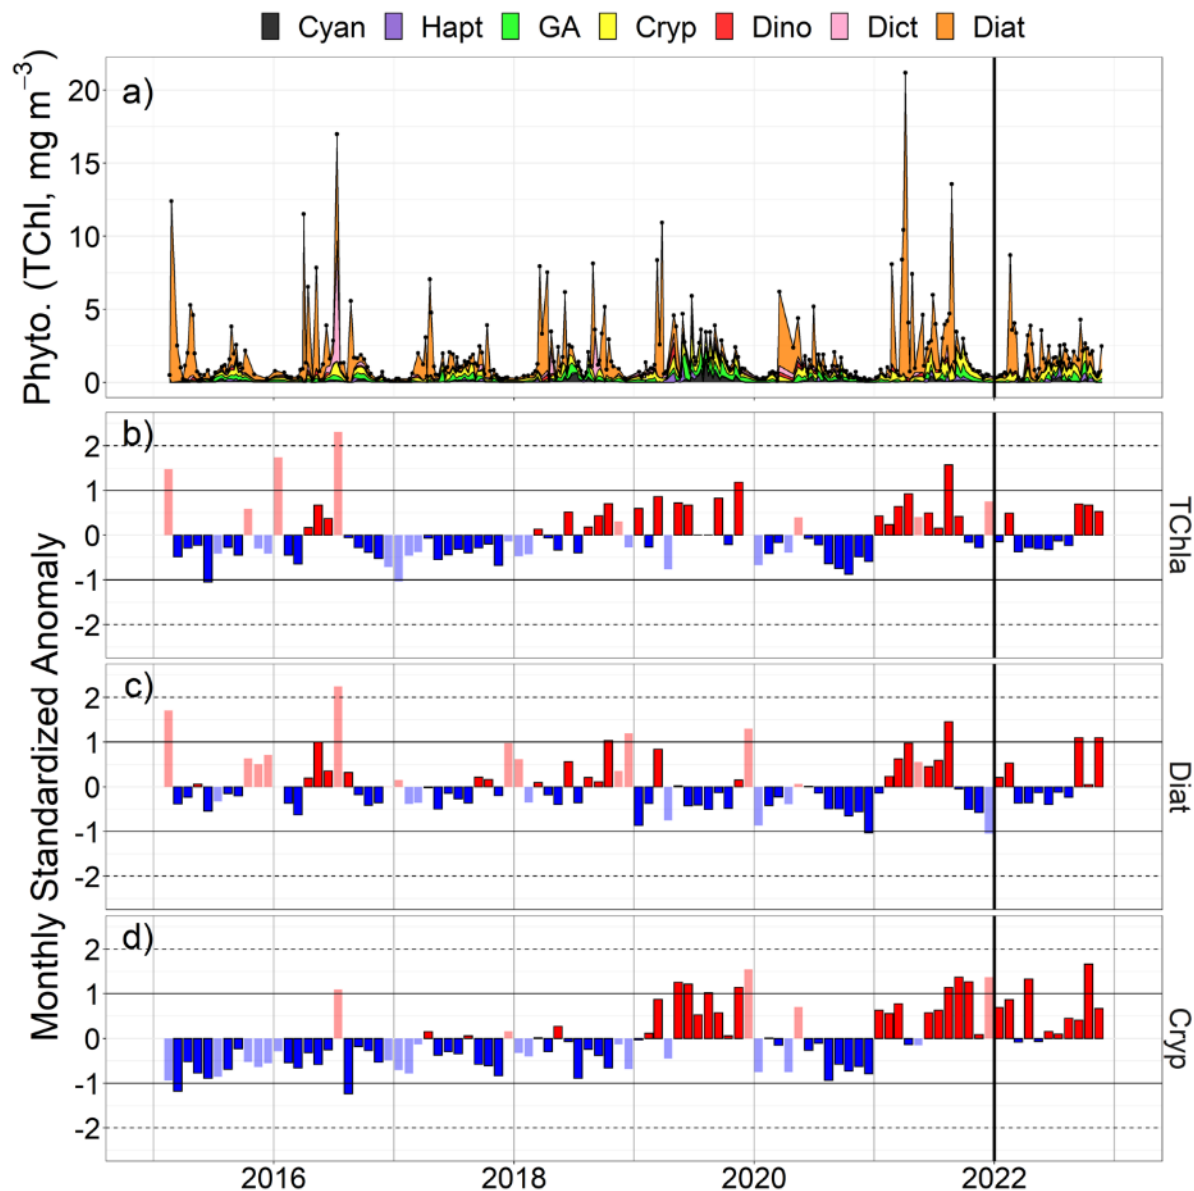 Cyan Hapt GA Cryp Dino Dict Diat
Phyto. (TChl, mg m⁻³)
a)
20
15
10
5
0
Monthly Standardized Anomaly
b)
2
1
0
-1
-2
TChla
c)
2
1
0
-1
-2
Diat
d)
2
1
0
-1
-2
Cryp
2016 2018 2020 2022